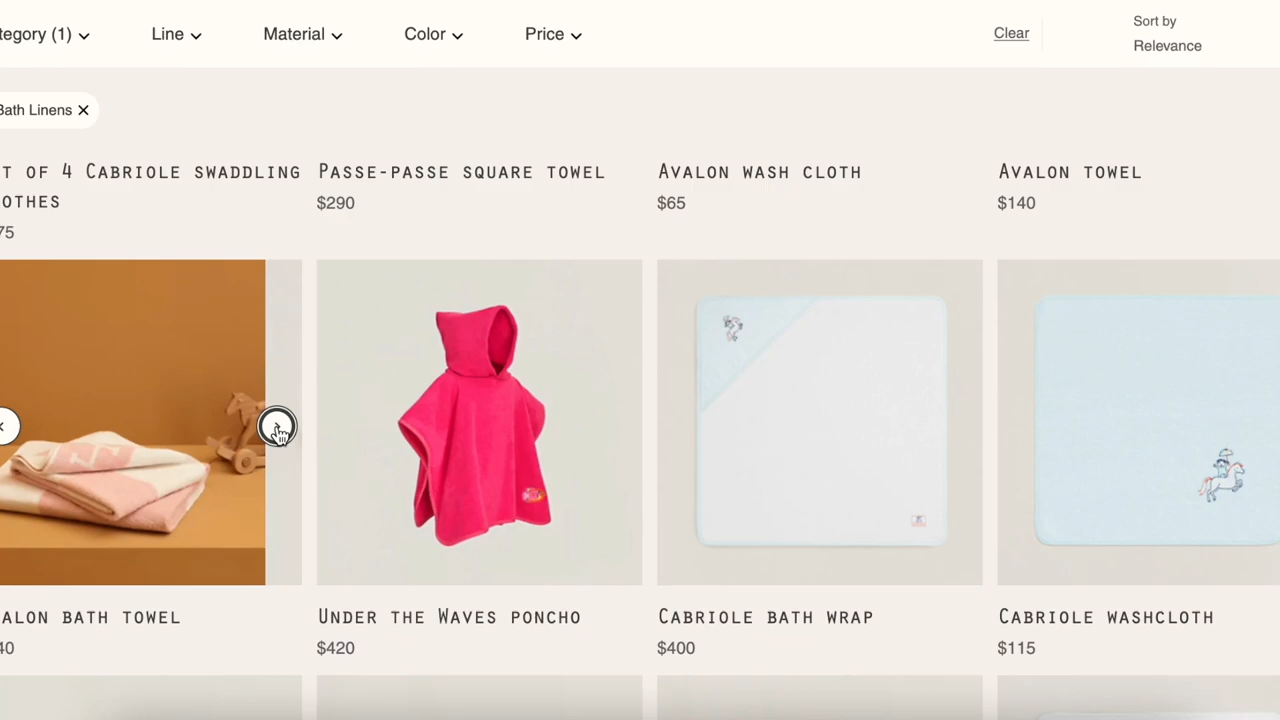 tegory (1)
Line
Material
Color
Price
Clear
Sort by
Relevance
Bath Linens
T OF 4 CABRIOLE SWADDLING
OTHES
75
PASSE-PASSE SQUARE TOWEL
$290
AVALON WASH CLOTH
$65
AVALON TOWEL
$140
ALON BATH TOWEL
40
UNDER THE WAVES PONCHO
$420
CABRIOLE BATH WRAP
$400
CABRIOLE WASHCLOTH
$115